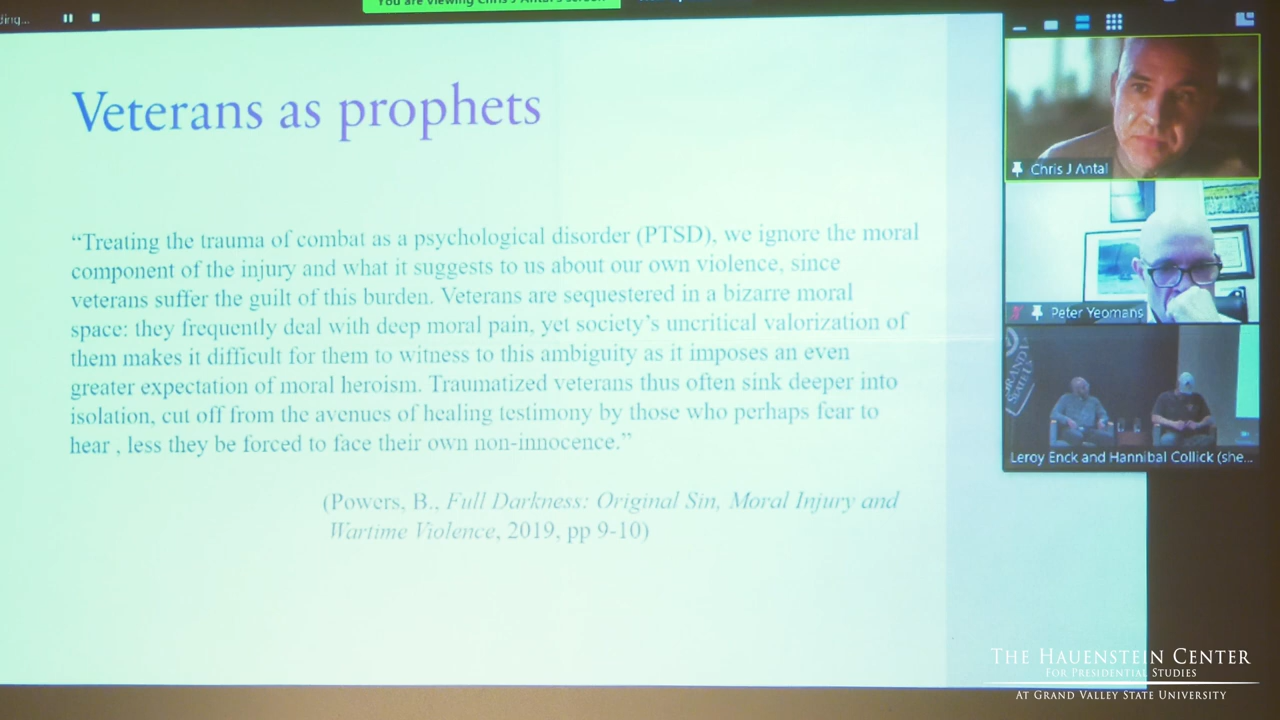 You are viewing Chris J Antal's screen
Veterans as prophets
“Treating the trauma of combat as a psychological disorder (PTSD), we ignore the moral
component of the injury and what it suggests to us about our own violence, since
veterans suffer the guilt of this burden. Veterans are sequestered in a bizarre moral
space: they frequently deal with deep moral pain, yet society’s uncritical valorization of
them makes it difficult for them to witness to this ambiguity as it imposes an even
greater expectation of moral heroism. Traumatized veterans thus often sink deeper into
isolation, cut off from the avenues of healing testimony by those who perhaps fear to
hear , less they be forced to face their own non-innocence.”
(Powers, B., Full Darkness: Original Sin, Moral Injury and
Wartime Violence, 2019, pp 9-10)
Chris J Antal
Peter Yeomans
Leroy Enck and Hannibal Collick (she...
THE HAUENSTEIN CENTER
FOR PRESIDENTIAL STUDIES
AT GRAND VALLEY STATE UNIVERSITY